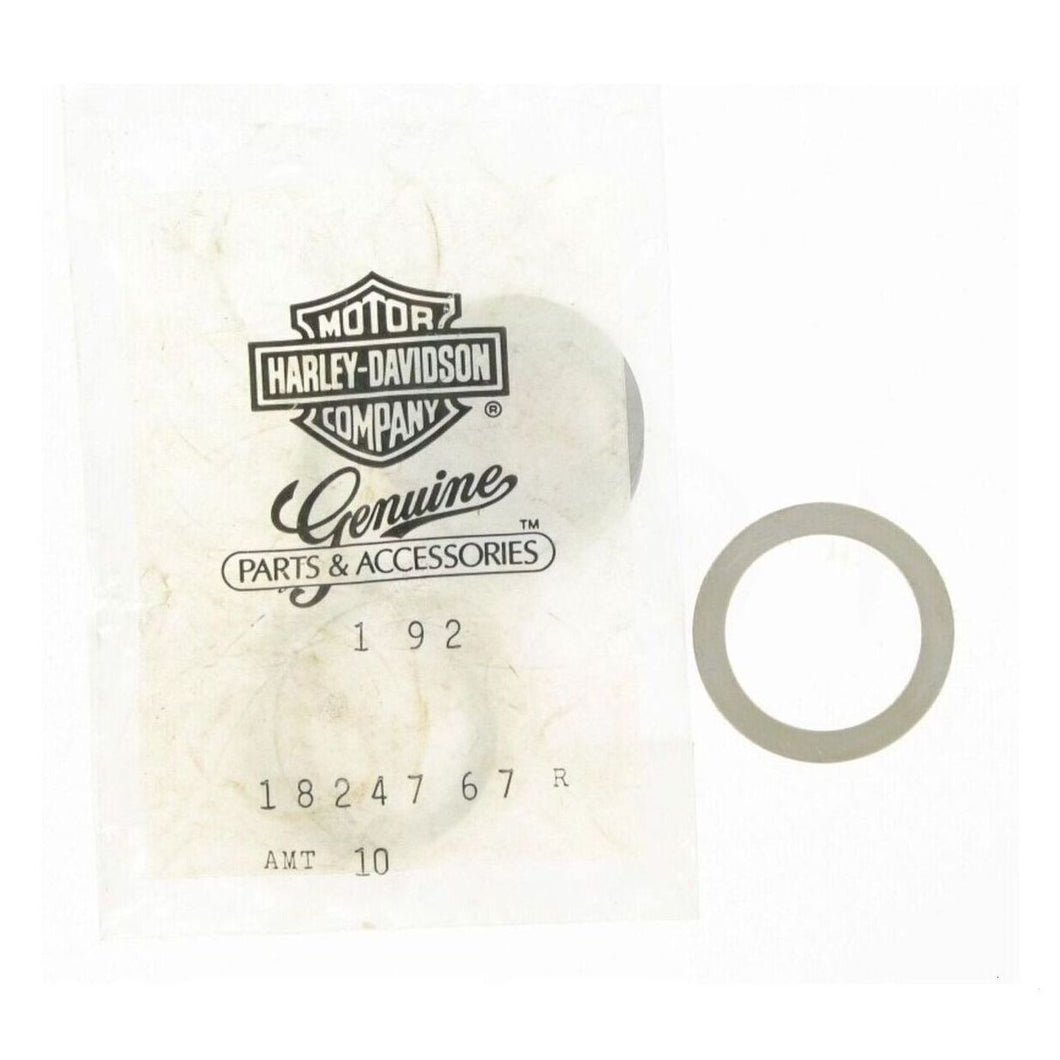 MOTOR
HARLEY-DAVIDSON
COMPANY ®
Genuine ™
PARTS & ACCESSORIES
1 92
18247 67 R
AMT 10